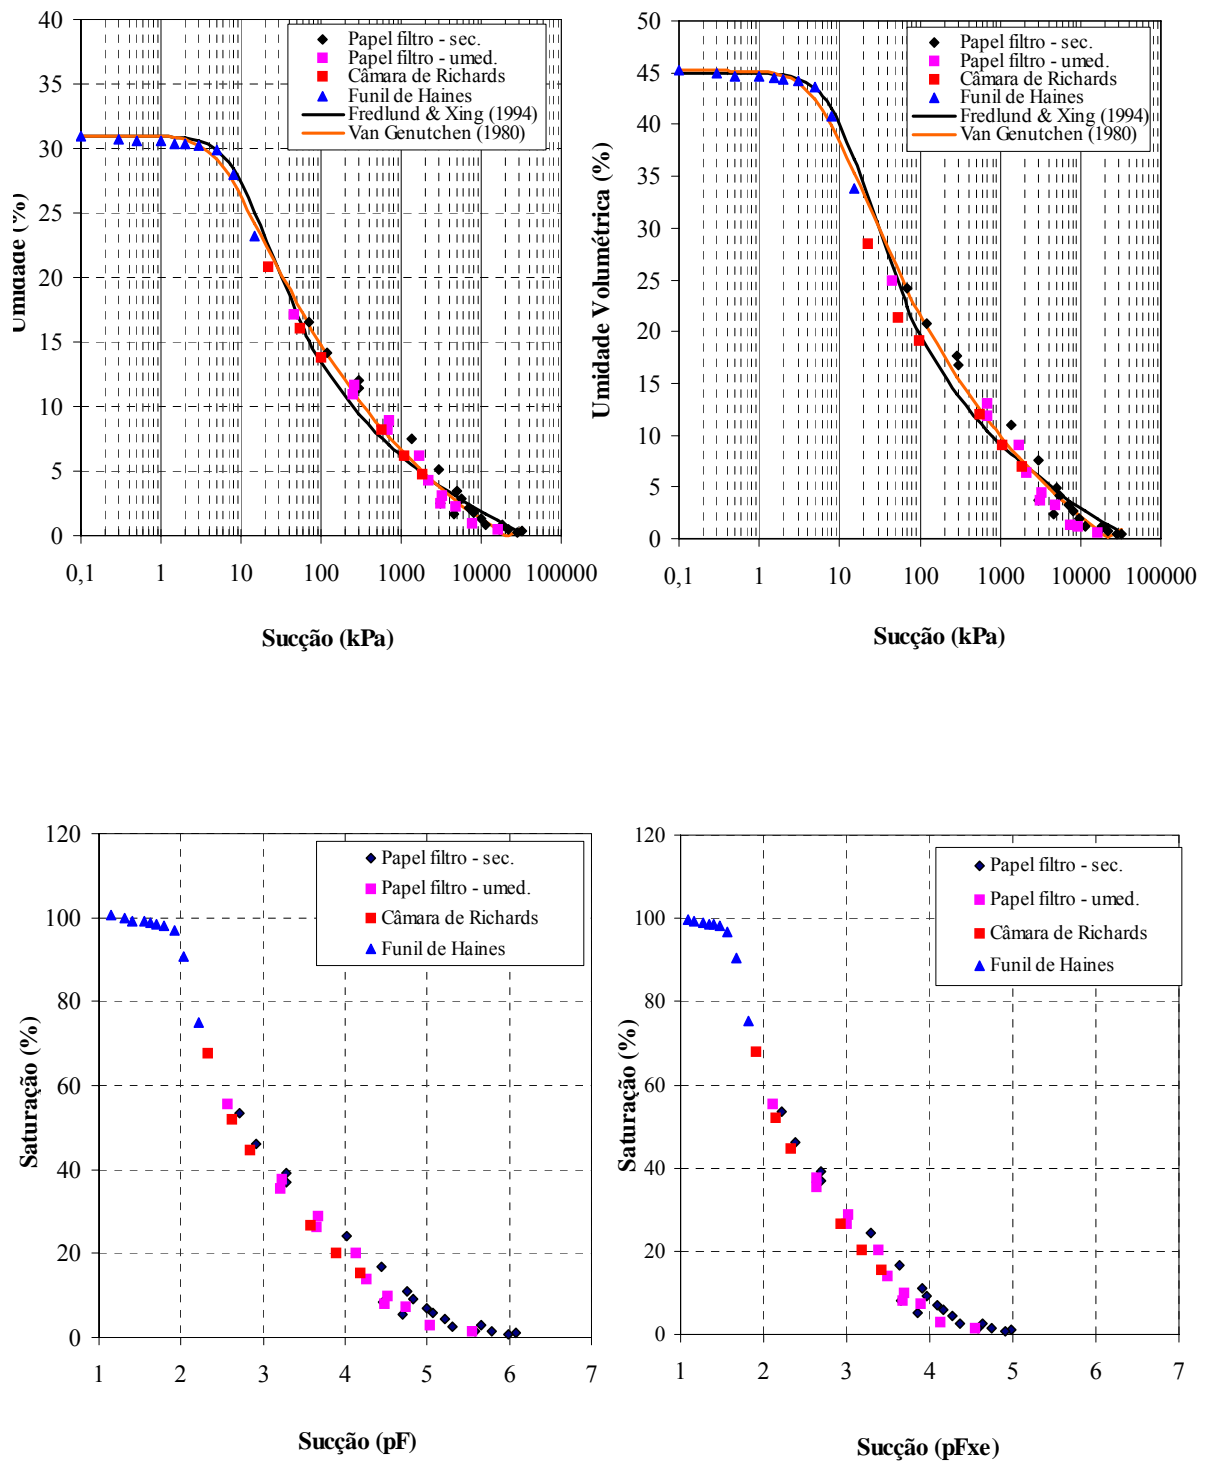 40
35
30
25
20
15
10
5
0
Umidade (%)
Papel filtro - sec.
Papel filtro - umed.
Câmara de Richards
Funil de Haines
Fredlund & Xing (1994)
Van Genutchen (1980)
0,1 1 10 100 1000 10000 100000
Sucção (kPa)
50
45
40
35
30
25
20
15
10
5
0
Umidade Volumétrica (%)
Papel filtro - sec.
Papel filtro - umed.
Câmara de Richards
Funil de Haines
Fredlund & Xing (1994)
Van Genutchen (1980)
0,1 1 10 100 1000 10000 100000
Sucção (kPa)
120
100
80
60
40
20
0
Saturação (%)
Papel filtro - sec.
Papel filtro - umed.
Câmara de Richards
Funil de Haines
1 2 3 4 5 6 7
Sucção (pF)
120
100
80
60
40
20
0
Saturação (%)
Papel filtro - sec.
Papel filtro - umed.
Câmara de Richards
Funil de Haines
1 2 3 4 5 6 7
Sucção (pFxe)